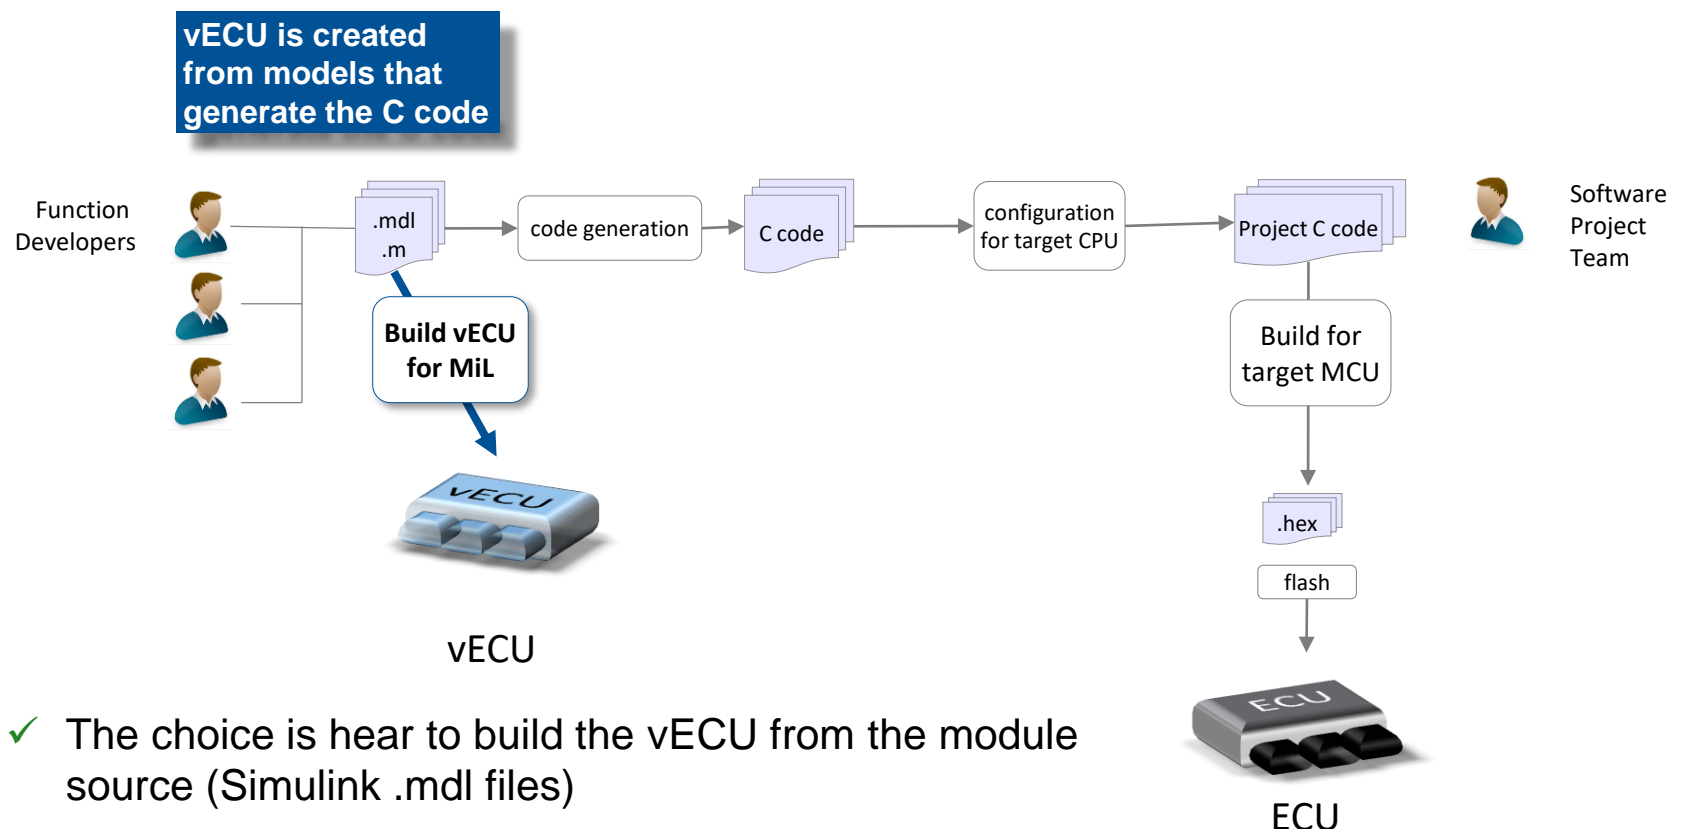 vECU is created
from models that
generate the C code
Function
Developers
.mdl
.m
code generation
C code
configuration
for target CPU
Project C code
Software
Project
Team
Build vECU
for MiL
Build for
target MCU
vECU
.hex
flash
vECU
ECU
✓ The choice is hear to build the vECU from the module
source (Simulink .mdl files)
ECU